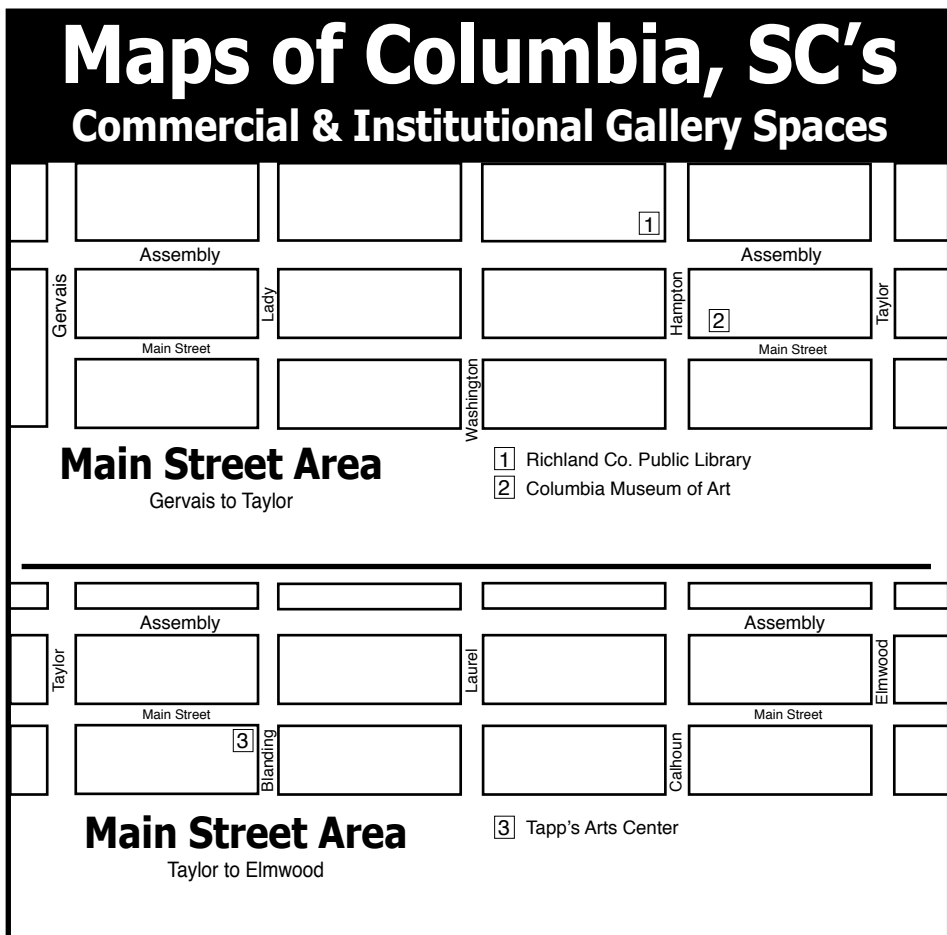 Maps of Columbia, SC’s
Commercial & Institutional Gallery Spaces
1
Assembly
Assembly
Gervais
Lady
Hampton
Taylor
2
Main Street
Main Street
Washington
Main Street Area
Gervais to Taylor
1 Richland Co. Public Library
2 Columbia Museum of Art
Assembly
Assembly
Taylor
Laurel
Elmwood
Main Street
Main Street
3
Blanding
Calhoun
Main Street Area
Taylor to Elmwood
3 Tapp’s Arts Center